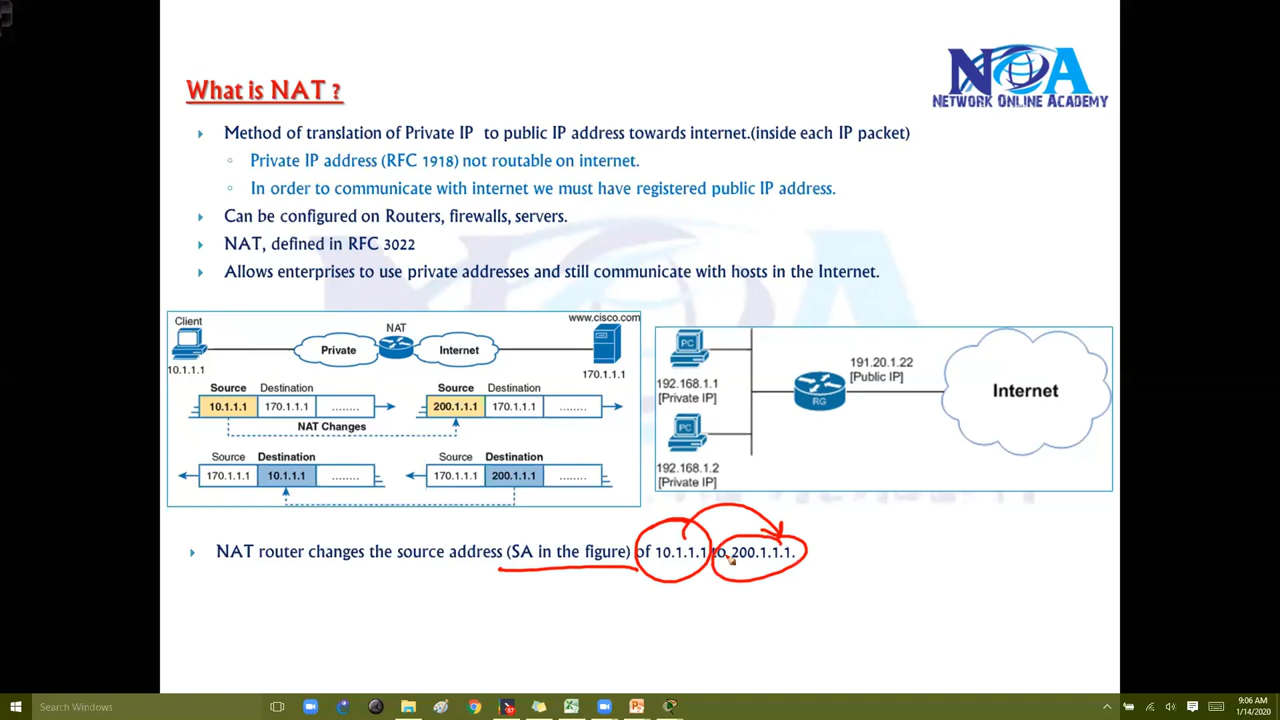 NOA
NETWORK ONLINE ACADEMY
What is NAT ?
Method of translation of Private IP to public IP address towards internet.(inside each IP packet)
Private IP address (RFC 1918) not routable on internet.
In order to communicate with internet we must have registered public IP address.
Can be configured on Routers, firewalls, servers.
NAT, defined in RFC 3022
Allows enterprises to use private addresses and still communicate with hosts in the Internet.
Client
NAT
www.cisco.com
Private
Internet
10.1.1.1
170.1.1.1
Source Destination
Source Destination
10.1.1.1 170.1.1.1 ........
200.1.1.1 170.1.1.1 ........
NAT Changes
Source Destination
Source Destination
170.1.1.1 10.1.1.1 ........
170.1.1.1 200.1.1.1 ........
PC
192.168.1.1
[Private IP]
PC
192.168.1.2
[Private IP]
RG
191.20.1.22
[Public IP]
Internet
NAT router changes the source address (SA in the figure) of 10.1.1.1 to 200.1.1.1.
Search Windows
9:06 AM
1/14/2020